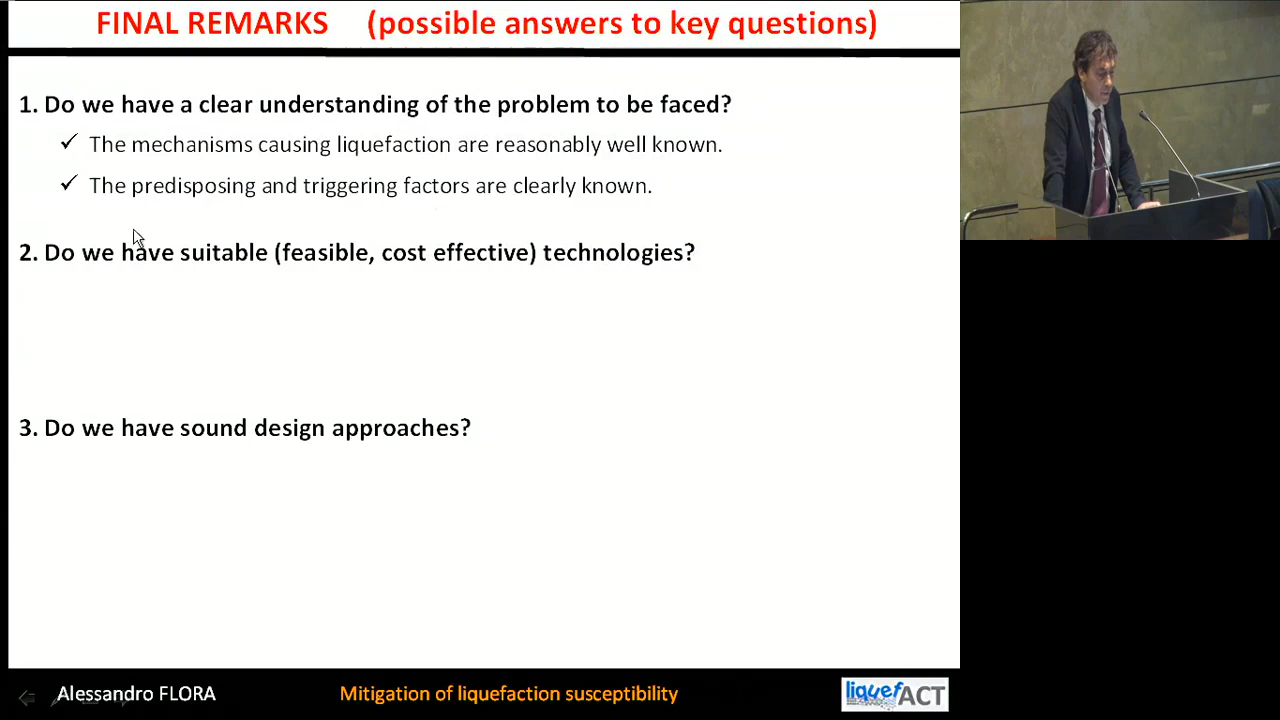 FINAL REMARKS (possible answers to key questions)
1. Do we have a clear understanding of the problem to be faced?
✓ The mechanisms causing liquefaction are reasonably well known.
✓ The predisposing and triggering factors are clearly known.
2. Do we have suitable (feasible, cost effective) technologies?
3. Do we have sound design approaches?
Alessandro FLORA
Mitigation of liquefaction susceptibility
liquefACT